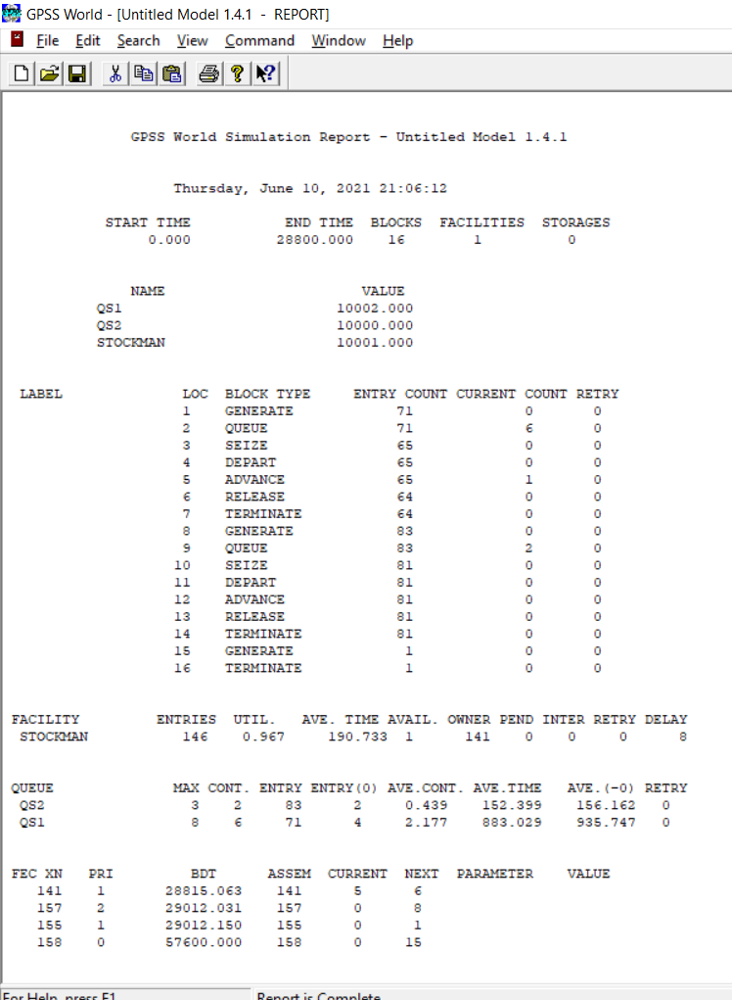 GPSS World - [Untitled Model 1.4.1  -  REPORT]
File Edit Search View Command Window Help
GPSS World Simulation Report - Untitled Model 1.4.1
Thursday, June 10, 2021 21:06:12
START TIME END TIME BLOCKS FACILITIES STORAGES
0.000 28800.000 16 1 0
NAME VALUE
QS1 10002.000
QS2 10000.000
STOCKMAN 10001.000
LABEL LOC BLOCK TYPE ENTRY COUNT CURRENT COUNT RETRY
1 GENERATE 71 0 0
2 QUEUE 71 6 0
3 SEIZE 65 0 0
4 DEPART 65 0 0
5 ADVANCE 65 1 0
6 RELEASE 64 0 0
7 TERMINATE 64 0 0
8 GENERATE 83 0 0
9 QUEUE 83 2 0
10 SEIZE 81 0 0
11 DEPART 81 0 0
12 ADVANCE 81 0 0
13 RELEASE 81 0 0
14 TERMINATE 81 0 0
15 GENERATE 1 0 0
16 TERMINATE 1 0 0
FACILITY ENTRIES UTIL. AVE. TIME AVAIL. OWNER PEND INTER RETRY DELAY
STOCKMAN 146 0.967 190.733 1 141 0 0 0 8
QUEUE MAX CONT. ENTRY ENTRY(0) AVE.CONT. AVE.TIME AVE.(-0) RETRY
QS2 3 2 83 2 0.439 152.399 156.162 0
QS1 8 6 71 4 2.177 883.029 935.747 0
FEC XN PRI BDT ASSEM CURRENT NEXT PARAMETER VALUE
141 1 28815.063 141 5 6
157 2 29012.031 157 0 8
155 1 29012.150 155 0 1
158 0 57600.000 158 0 15
For Help, press F1 Report is Complete.